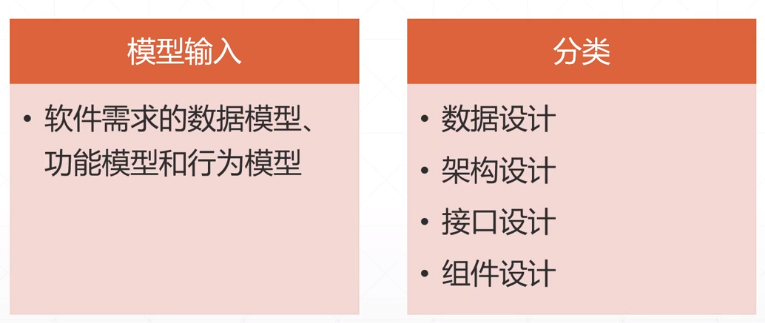 模型输入
• 软件需求的数据模型、
功能模型和行为模型
分类
• 数据设计
• 架构设计
• 接口设计
• 组件设计